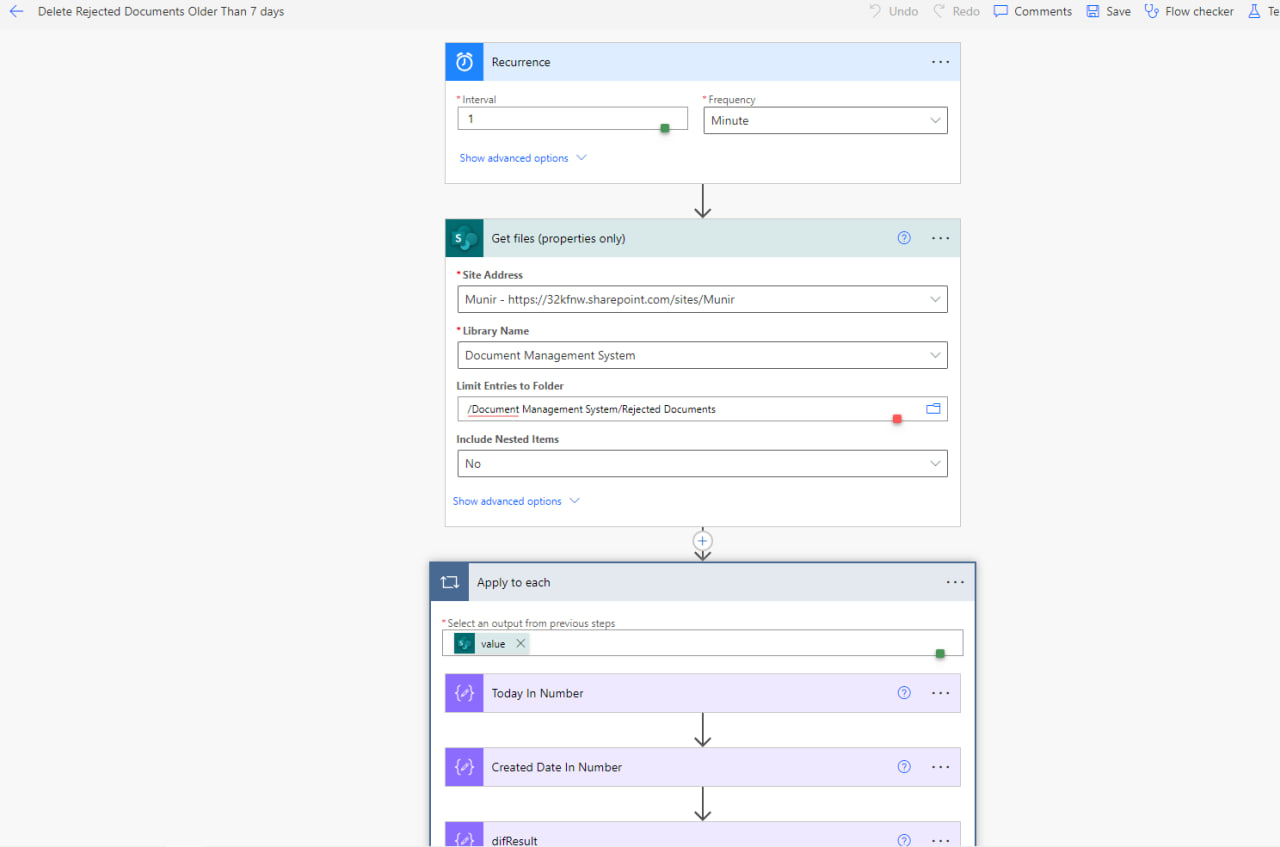 Delete Rejected Documents Older Than 7 days
Undo Redo Comments Save Flow checker Te
Recurrence
* Interval
1
* Frequency
Minute
Show advanced options
S
Get files (properties only)
* Site Address
Munir - https://32kfnw.sharepoint.com/sites/Munir
* Library Name
Document Management System
Limit Entries to Folder
/Document Management System/Rejected Documents
Include Nested Items
No
Show advanced options
Apply to each
* Select an output from previous steps
S value
Today In Number
Created Date In Number
difResult